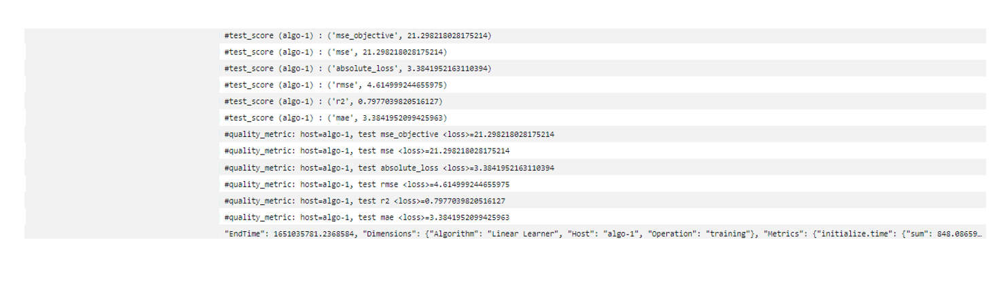 #test_score (algo-1) : ('mse_objective', 21.298218028175214)
#test_score (algo-1) : ('mse', 21.298218028175214)
#test_score (algo-1) : ('absolute_loss', 3.3841952163110394)
#test_score (algo-1) : ('rmse', 4.614999244655975)
#test_score (algo-1) : ('r2', 0.7977039820516127)
#test_score (algo-1) : ('mae', 3.3841952099425963)
#quality_metric: host=algo-1, test mse_objective <loss>=21.298218028175214
#quality_metric: host=algo-1, test mse <loss>=21.298218028175214
#quality_metric: host=algo-1, test absolute_loss <loss>=3.3841952163110394
#quality_metric: host=algo-1, test rmse <loss>=4.614999244655975
#quality_metric: host=algo-1, test r2 <loss>=0.7977039820516127
#quality_metric: host=algo-1, test mae <loss>=3.3841952099425963
"EndTime": 1651035781.2368584, "Dimensions": {"Algorithm": "Linear Learner", "Host": "algo-1", "Operation": "training"}, "Metrics": {"initialize.time": {"sum": 848.08659…